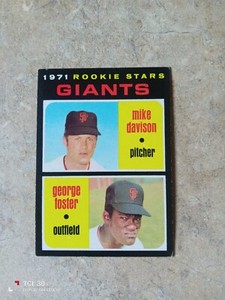 1971 ROOKIE STARS
GIANTS
mike
davison
•
pitcher
george
foster
•
outfield